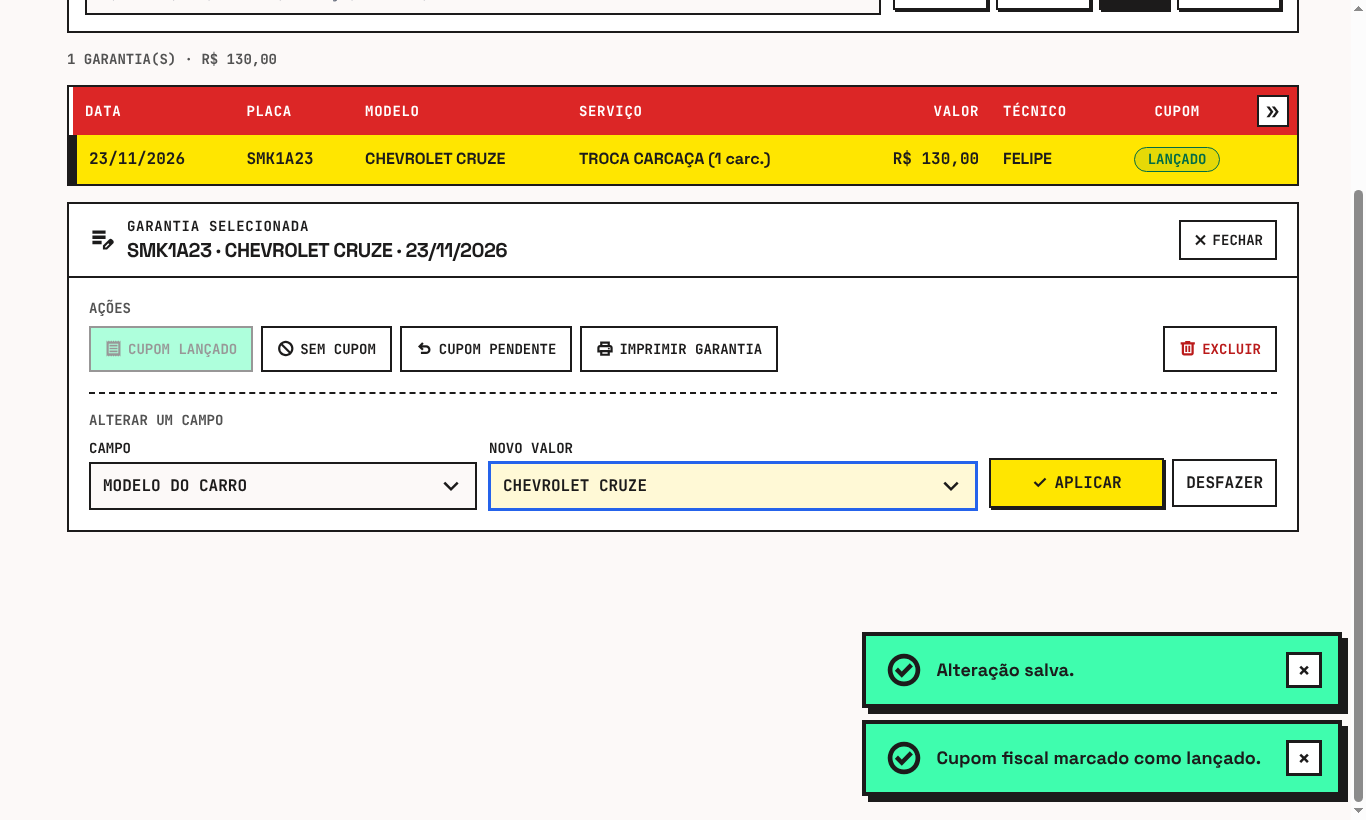 1 GARANTIA(S) · R$ 130,00
DATA PLACA MODELO SERVIÇO VALOR TÉCNICO CUPOM »
23/11/2026 SMK1A23 CHEVROLET CRUZE TROCA CARCAÇA (1 carc.) R$ 130,00 FELIPE LANÇADO
GARANTIA SELECIONADA
SMK1A23 · CHEVROLET CRUZE · 23/11/2026
FECHAR
AÇÕES
CUPOM LANÇADO SEM CUPOM CUPOM PENDENTE IMPRIMIR GARANTIA EXCLUIR
ALTERAR UM CAMPO
CAMPO NOVO VALOR
MODELO DO CARRO CHEVROLET CRUZE APLICAR DESFAZER
Alteração salva. ×
Cupom fiscal marcado como lançado. ×